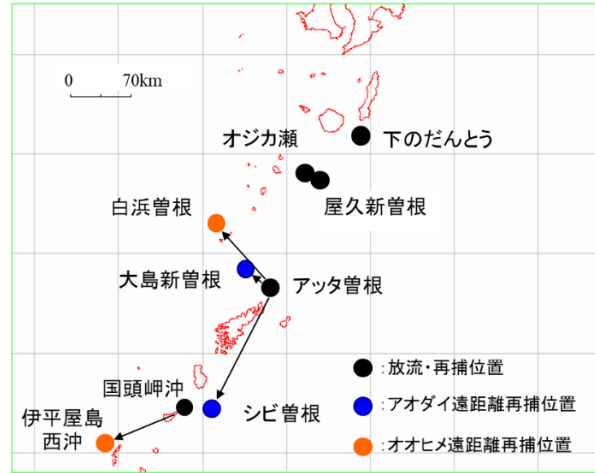 0 70km
オジカ瀬
下のだんとう
白浜曽根
屋久新曽根
大島新曽根
アッタ曽根
●:放流・再捕位置
国頭岬沖
●:アオダイ遠距離再捕位置
伊平屋島
西沖
シビ曽根
●:オオヒメ遠距離再捕位置